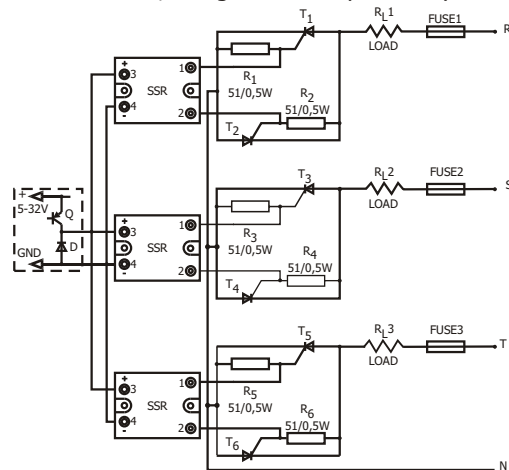 T1
RL1
LOAD
FUSE1
R
+
3
4
-
SSR
1
2
R1
51/0,5W
R2
51/0,5W
T2
T3
RL2
LOAD
FUSE2
S
+
5-32V
Q
GND
D
+
3
4
-
SSR
1
2
R3
51/0,5W
R4
51/0,5W
T4
T5
RL3
LOAD
FUSE3
T
+
3
4
-
SSR
1
2
R5
51/0,5W
R6
51/0,5W
T6
N